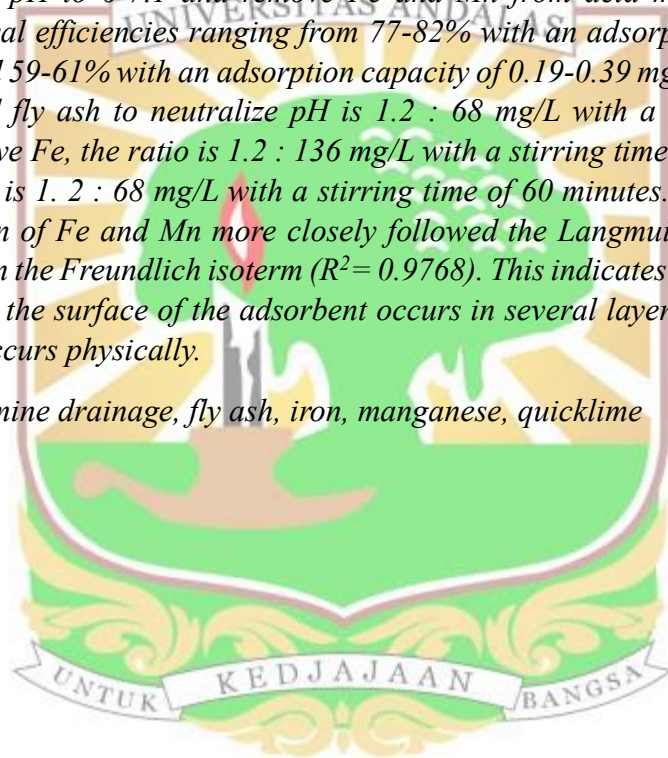 pH to 6-7.1 and remove Fe and Mn from acid m
UNIVERSITAS ANDALAS
al efficiencies ranging from 77-82% with an adsorp
59-61% with an adsorption capacity of 0.19-0.39 mg
fly ash to neutralize pH is 1.2 : 68 mg/L with a
ve Fe, the ratio is 1.2 : 136 mg/L with a stirring time
is 1. 2 : 68 mg/L with a stirring time of 60 minutes.
n of Fe and Mn more closely followed the Langmui
n the Freundlich isoterm (R²= 0.9768). This indicates
the surface of the adsorbent occurs in several layer
ccurs physically.
mine drainage, fly ash, iron, manganese, quicklime
UNTUK KEDJAJAAN BANGSA